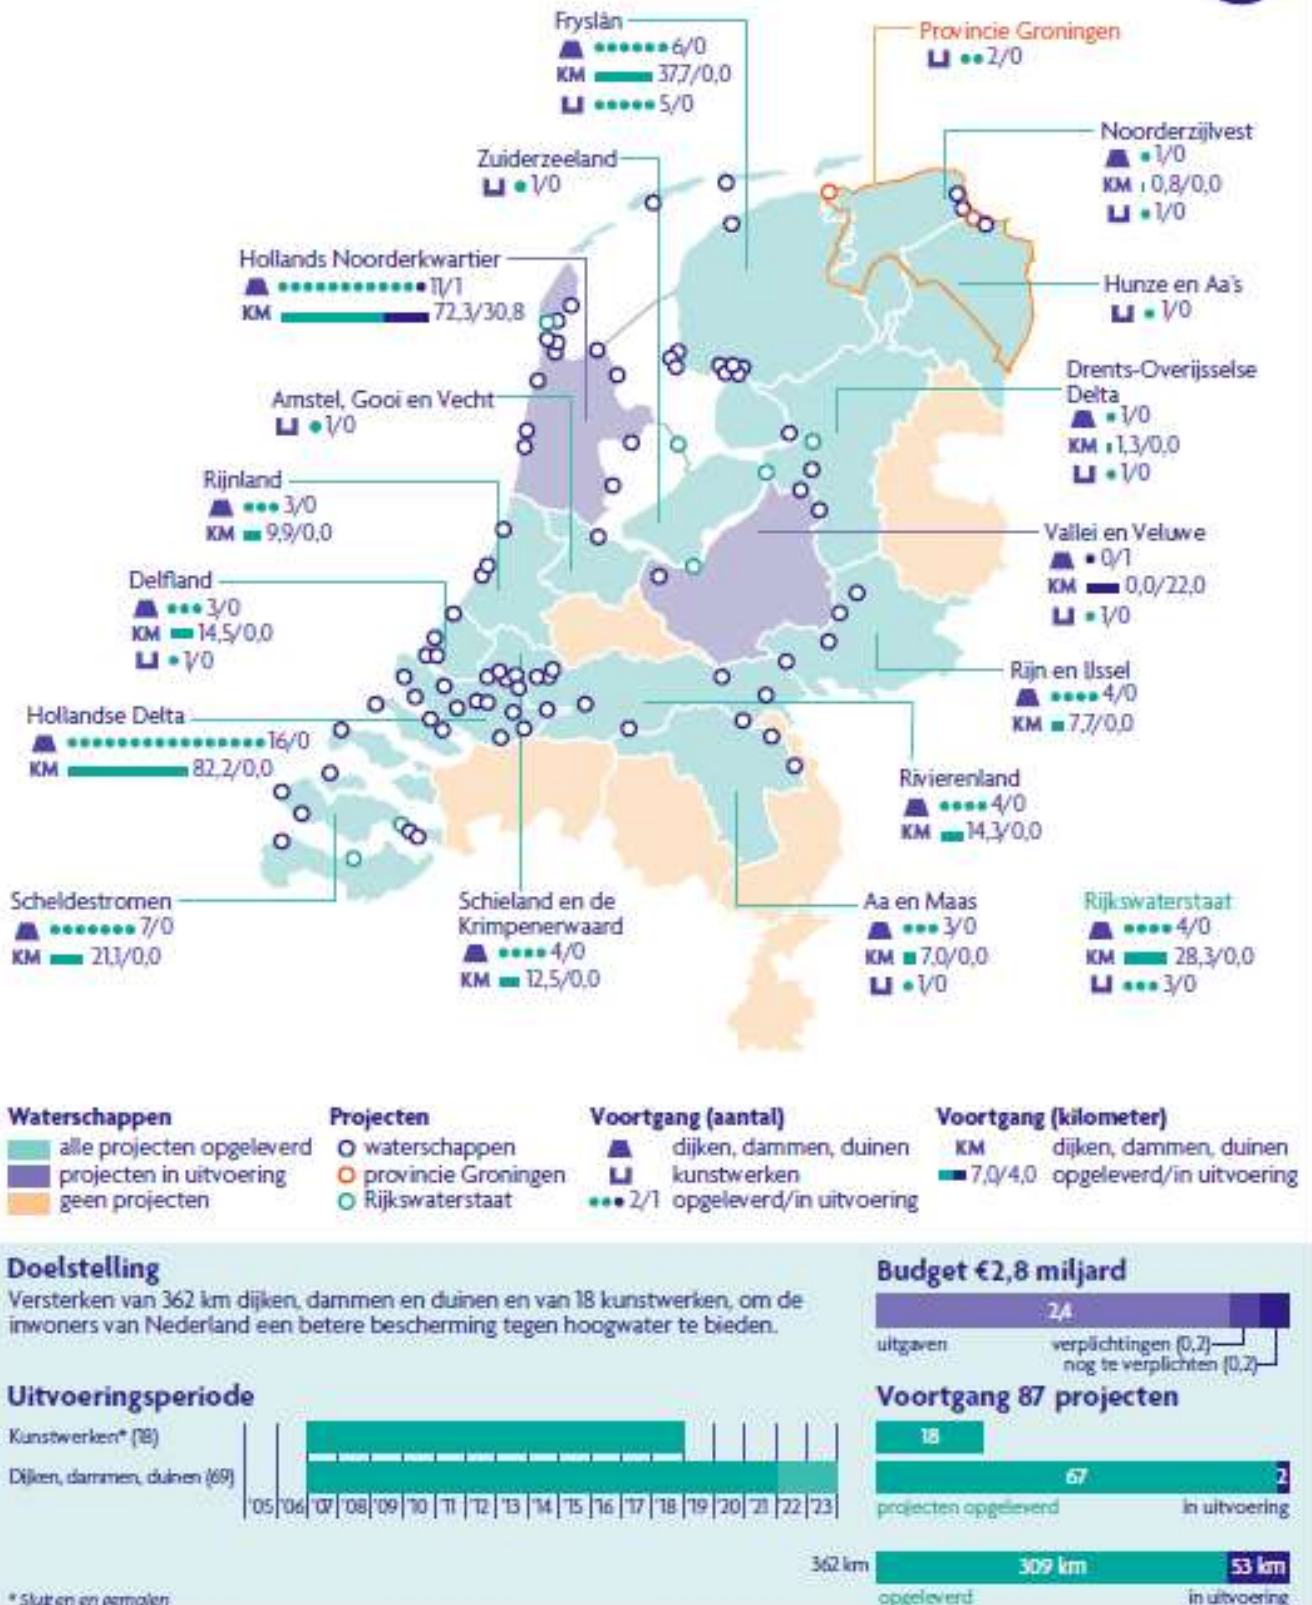 Fryslân
6/0
KM 37,7/0,0
5/0
Provincie Groningen
2/0
Noorderzijlvest
1/0
KM 0,8/0,0
1/0
Zuiderzeeland
1/0
Hollands Noorderkwartier
11/1
KM 72,3/30,8
Hunze en Aa's
1/0
Drents-Overijsselse
Delta
1/0
KM 1,3/0,0
1/0
Amstel, Gooi en Vecht
1/0
Rijnland
3/0
KM 9,9/0,0
Vallei en Veluwe
0/1
KM 0,0/22,0
1/0
Delfland
3/0
KM 14,5/0,0
1/0
Rijn en IJssel
4/0
KM 7,7/0,0
Hollandse Delta
16/0
KM 82,2/0,0
Rivierenland
4/0
KM 14,3/0,0
Scheldestromen
7/0
KM 21,1/0,0
Schieland en de
Krimpenerwaard
4/0
KM 12,5/0,0
Aa en Maas
3/0
KM 7,0/0,0
1/0
Rijkswaterstaat
4/0
KM 28,3/0,0
3/0
Waterschappen
alle projecten opgeleverd
projecten in uitvoering
geen projecten
Projecten
waterschappen
provincie Groningen
Rijkswaterstaat
Voortgang (aantal)
dijken, dammen, duinen
kunstwerken
2/1 opgeleverd/in uitvoering
Voortgang (kilometer)
KM dijken, dammen, duinen
7,0/4,0 opgeleverd/in uitvoering
Doelstelling
Versterken van 362 km dijken, dammen en duinen en van 18 kunstwerken, om de
inwoners van Nederland een betere bescherming tegen hoogwater te bieden.
Budget €2,8 miljard
2,4
uitgaven verplichtingen (0,2)
nog te verplichten (0,2)
Uitvoeringsperiode
Kunstwerken* (18)
Dijken, dammen, duinen (69)
'05 '06 '07 '08 '09 '10 '11 '12 '13 '14 '15 '16 '17 '18 '19 '20 '21 '22 '23
Voortgang 87 projecten
18
67 2
projecten opgeleverd in uitvoering
362 km 309 km 53 km
opgeleverd in uitvoering
* Sluizen en gemalen